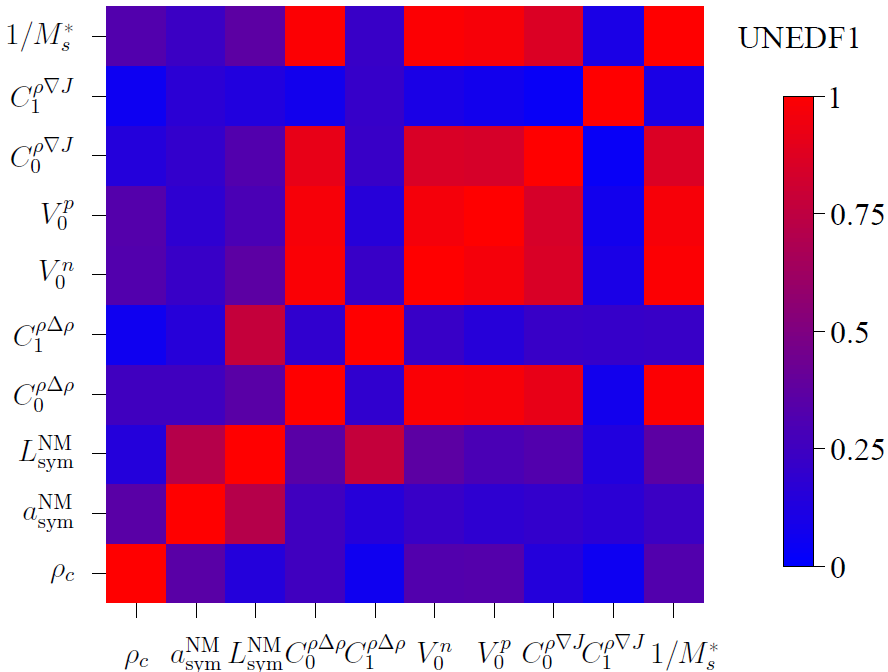 1/M_s^*
UNEDF1
C_1^{ρ∇J}
1
C_0^{ρ∇J}
V_0^p
0.75
V_0^n
C_1^{ρΔρ}
0.5
C_0^{ρΔρ}
L_sym^NM
0.25
a_sym^NM
ρ_c
0
ρ_c a_sym^NM L_sym^NM C_0^{ρΔρ} C_1^{ρΔρ} V_0^n V_0^p C_0^{ρ∇J} C_1^{ρ∇J} 1/M_s^*